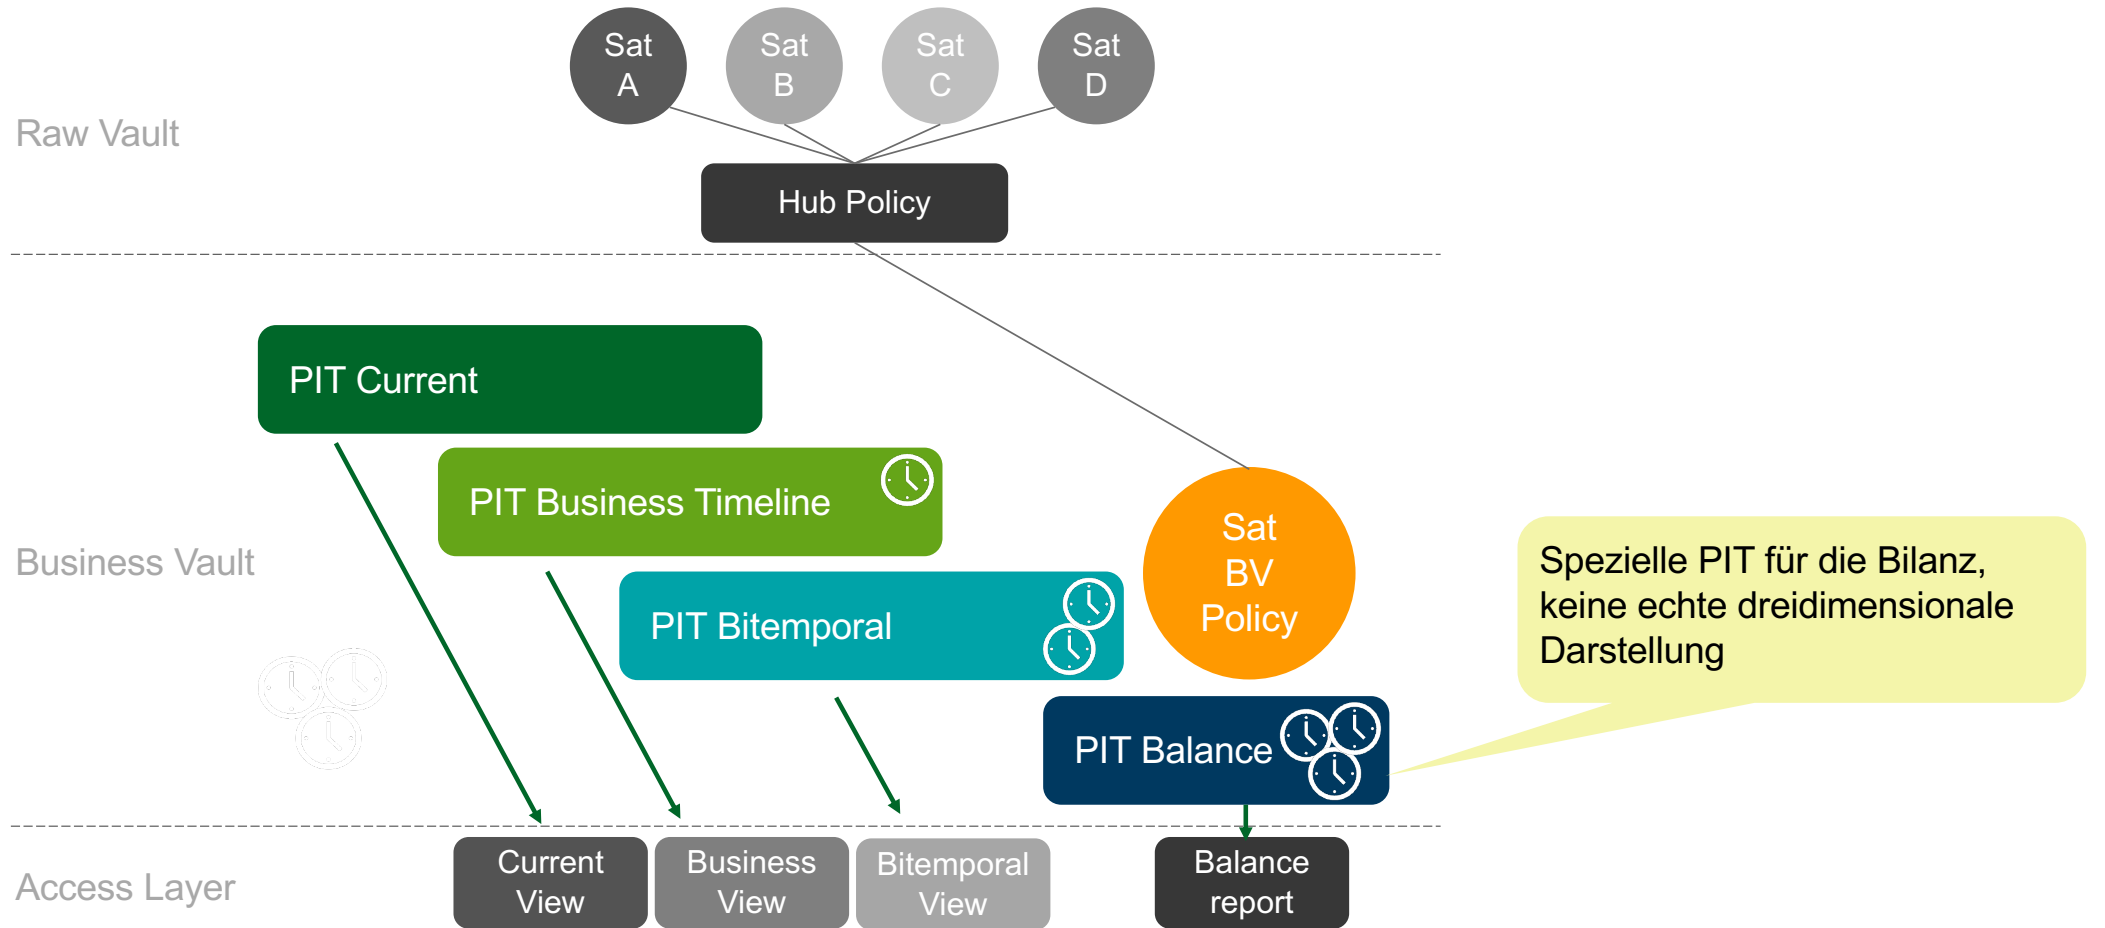 Sat
A
Sat
B
Sat
C
Sat
D
Raw Vault
Hub Policy
PIT Current
PIT Business Timeline
Business Vault
PIT Bitemporal
Sat
BV
Policy
Spezielle PIT für die Bilanz,
keine echte dreidimensionale
Darstellung
PIT Balance
Access Layer
Current
View
Business
View
Bitemporal
View
Balance
report